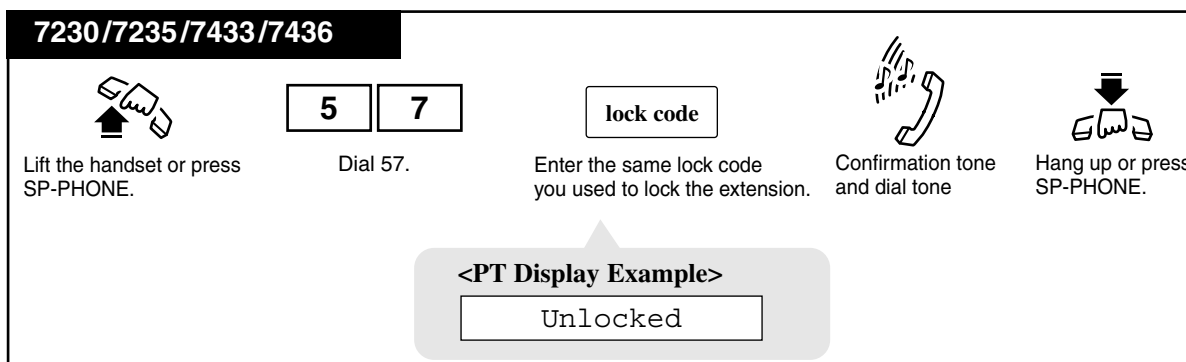 7230/7235/7433/7436
5 7
lock code
Lift the handset or press
SP-PHONE.
Dial 57.
Enter the same lock code
you used to lock the extension.
Confirmation tone
and dial tone
Hang up or press
SP-PHONE.
<PT Display Example>
Unlocked